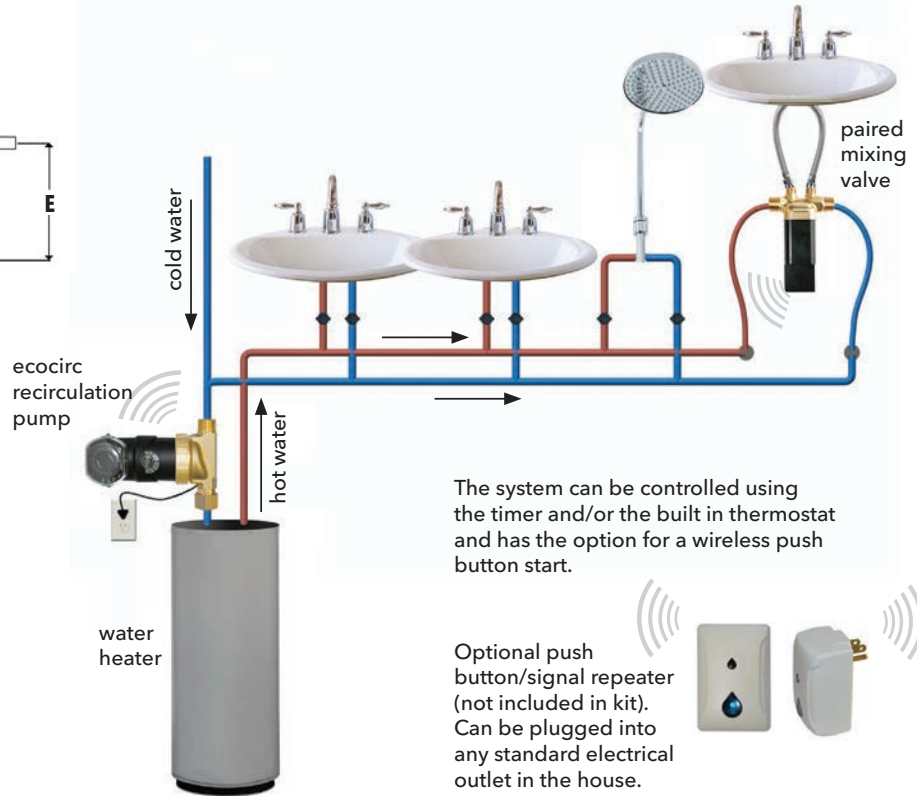 E
cold water
paired
mixing
valve
ecocirc
recirculation
pump
hot water
The system can be controlled using
the timer and/or the built in thermostat
and has the option for a wireless push
button start.
water
heater
Optional push
button/signal repeater
(not included in kit).
Can be plugged into
any standard electrical
outlet in the house.